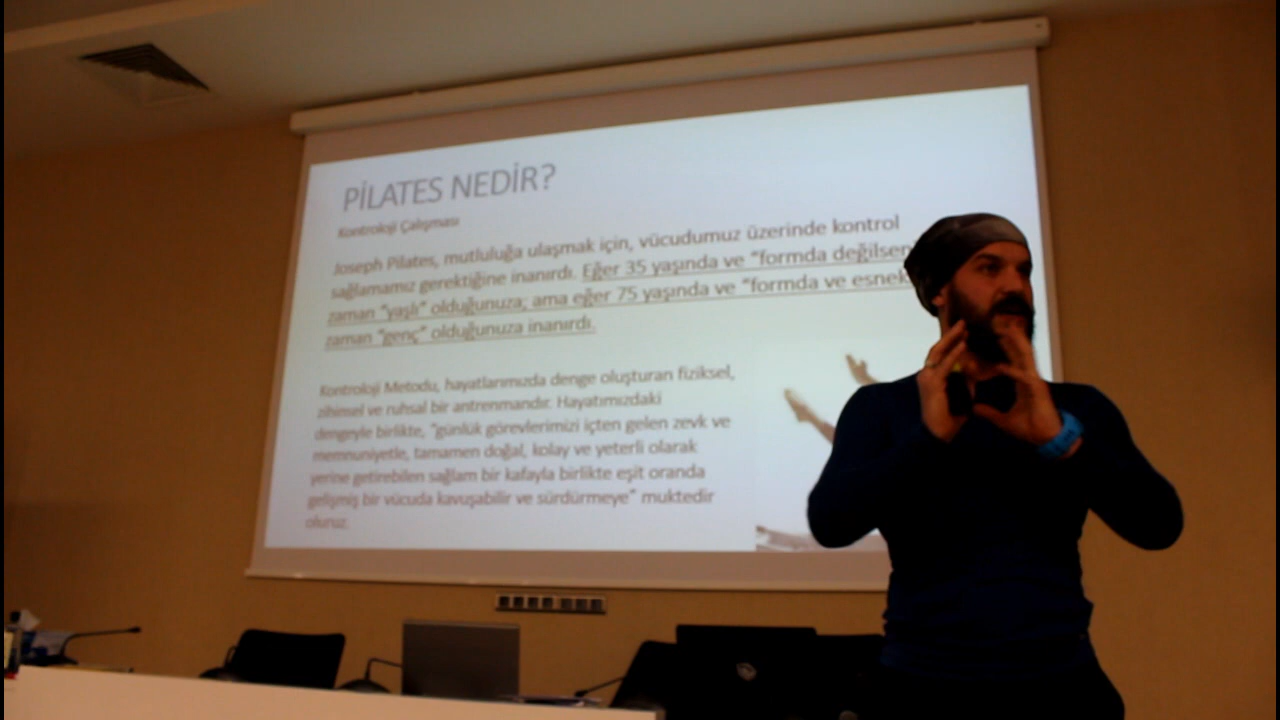 PİLATES NEDİR?
Kontroloji Çalışması
Joseph Pilates, mutluluğa ulaşmak için, vücudumuz üzerinde kontrol
sağlamamız gerektiğine inanırdı. Eğer 35 yaşında ve "formda değilsen
zaman "yaşlı" olduğunuza; ama eğer 75 yaşında ve "formda ve esnek
zaman "genç" olduğunuza inanırdı.
Kontroloji Metodu, hayatlarımızda denge oluşturan fiziksel,
zihinsel ve ruhsal bir antrenmandır. Hayatımızdaki
dengeyle birlikte, "günlük görevlerimizi içten gelen zevk ve
memnuniyetle, tamamen doğal, kolay ve yeterli olarak
yerine getirebilen sağlam bir kafayla birlikte eşit oranda
gelişmiş bir vücuda kavuşabilir ve sürdürmeye" muktedir
oluruz.